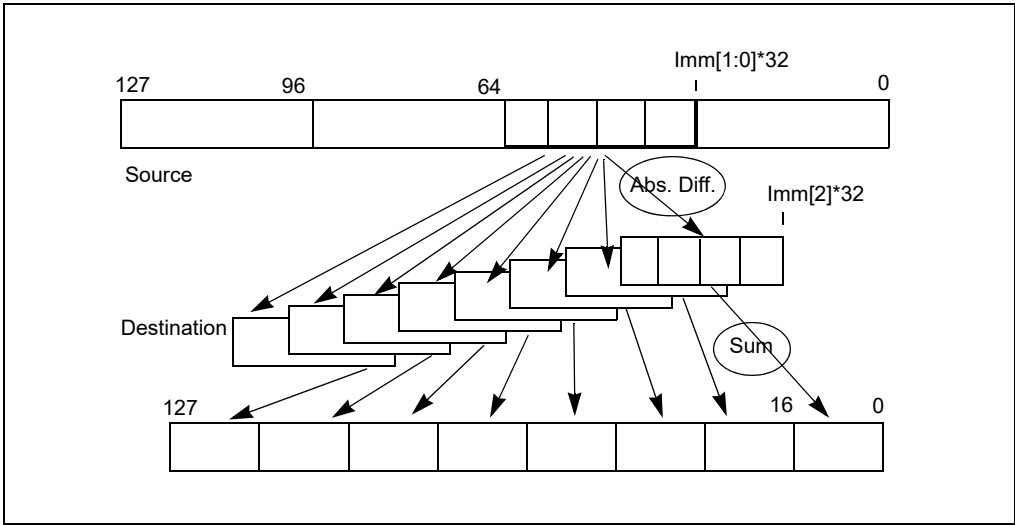 Imm[1:0]*32
127 96 64 0
Source
Abs. Diff.
Imm[2]*32
Destination
Sum
127 16 0